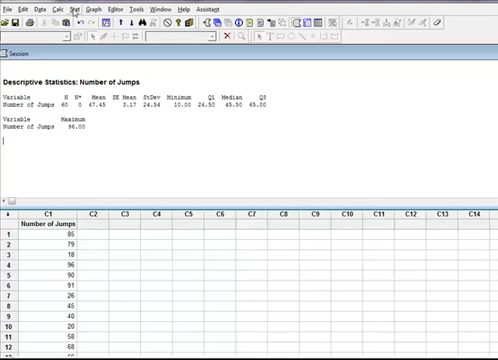 File Edit Data Calc Stat Graph Editor Tools Window Help Assistant
Session
Descriptive Statistics: Number of Jumps
Variable N N* Mean SE Mean StDev Minimum Q1 Median Q3
Number of Jumps 60 0 47.45 3.17 24.54 10.00 24.50 45.50 65.00
Variable Maximum
Number of Jumps 96.00
C1 C2 C3 C4 C5 C6 C7 C8 C9 C10 C11 C12 C13 C14
Number of Jumps
1 85
2 79
3 18
4 96
5 90
6 91
7 26
8 45
9 40
10 20
11 58
12 68